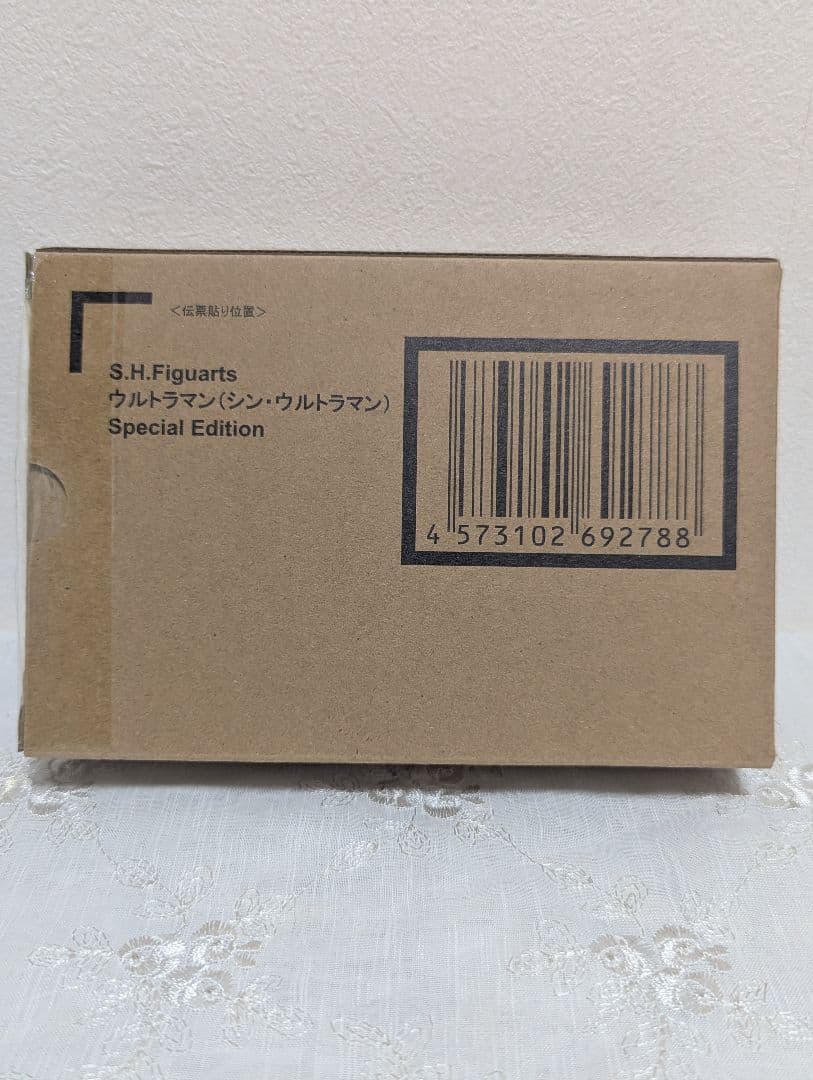 <伝票貼り位置>
S.H.Figuarts
ウルトラマン(シン・ウルトラマン)
Special Edition
4 573102 692788